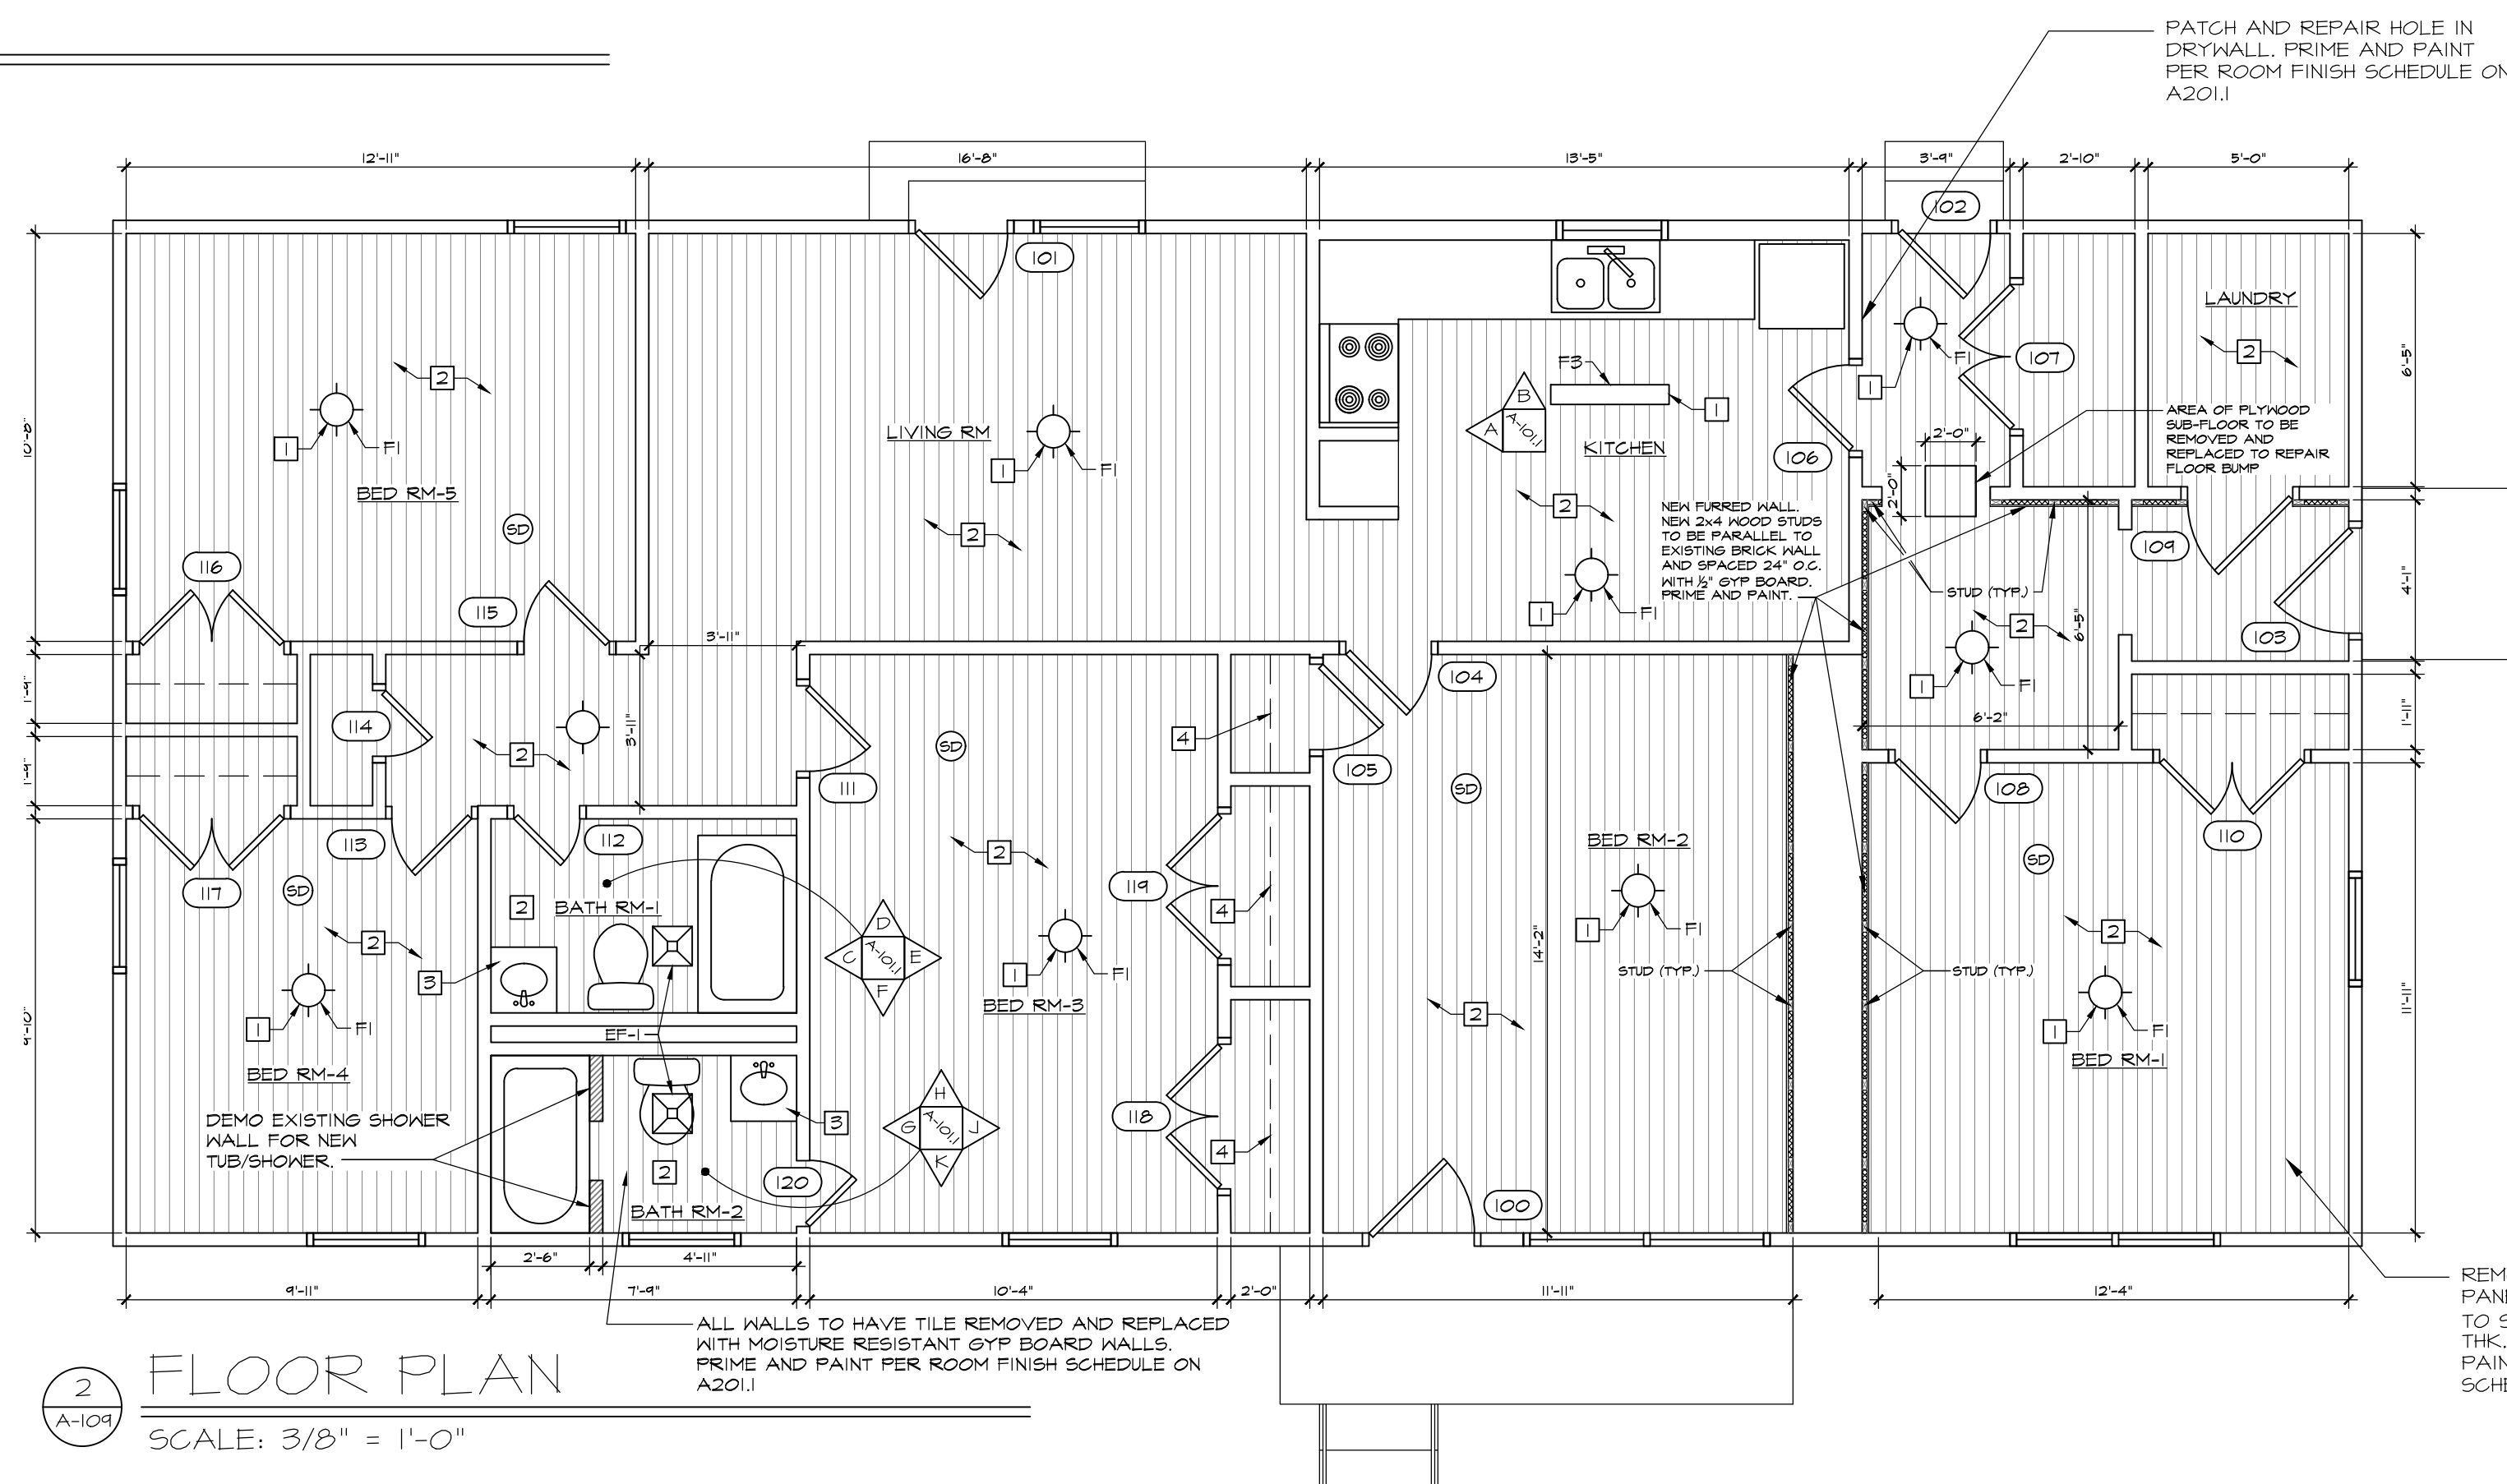 PATCH AND REPAIR HOLE IN
DRYWALL. PRIME AND PAINT
PER ROOM FINISH SCHEDULE ON
A201.1
12'-11"
16'-8"
13'-5"
3'-9"
2'-10"
5'-0"
102
101
LAUNDRY
2
F1
1
107
6'-5"
F3
1
B
A
A-101.1
KITCHEN
106
2
2
1
F1
BED RM-5
SD
10'-8"
LIVING RM
1
F1
2
AREA OF PLYWOOD
SUB-FLOOR TO BE
REMOVED AND
REPLACED TO REPAIR
FLOOR BUMP
2'-0"
2'-0"
NEW FURRED WALL.
NEW 2x4 WOOD STUDS
TO BE PARALLEL TO
EXISTING BRICK WALL
AND SPACED 24" O.C.
WITH ½" GYP BOARD.
PRIME AND PAINT.
1
F1
109
STUD (TYP.)
4'-1"
116
115
3'-11"
2
6'-5"
103
104
1
F1
1'-9"
114
2
3'-11"
SD
4
6'-2"
1'-11"
1'-9"
111
105
SD
108
113
112
2
BED RM-2
110
117
SD
SD
119
2
2
BATH RM-1
4
1
F1
2
3
D
C
A-101.1
E
F
14'-2"
1
F1
STUD (TYP.)
STUD (TYP.)
BED RM-3
2
1
F1
9'-10"
1
F1
11'-11"
EF-1
BED RM-1
BED RM-4
H
G
A-101.1
J
K
118
3
4
DEMO EXISTING SHOWER
WALL FOR NEW
TUB/SHOWER.
2
120
BATH RM-2
100
2'-6"
4'-11"
9'-11"
7'-9"
10'-4"
2'-0"
11'-11"
12'-4"
ALL WALLS TO HAVE TILE REMOVED AND REPLACED
WITH MOISTURE RESISTANT GYP BOARD WALLS.
PRIME AND PAINT PER ROOM FINISH SCHEDULE ON
A201.1
REM
PANE
TO S
THK.
PAIN
SCHE
2
A-109
FLOOR PLAN
SCALE: 3/8" = 1'-0"